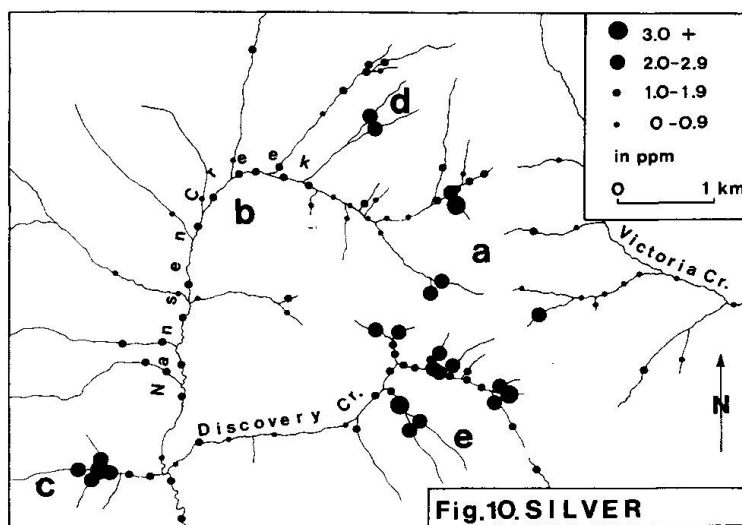 3.0 +
2.0-2.9
1.0-1.9
0-0.9
in ppm
0 1 km
d
Nansen Creek
b
a
Victoria Cr.
N
Discovery Cr.
e
c
Fig.10. SILVER